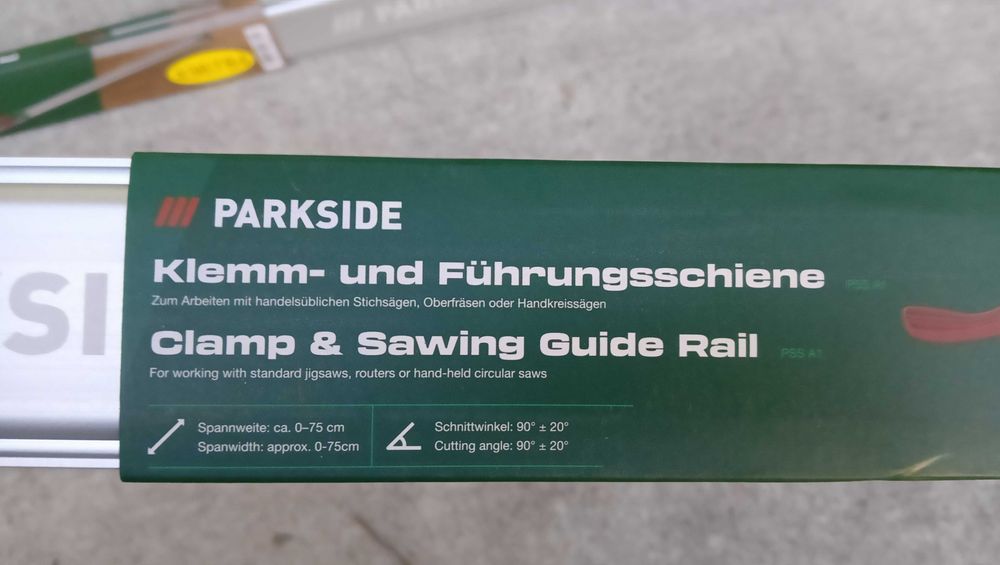 PARKSIDE
Klemm- und Führungsschiene
Zum Arbeiten mit handelsüblichen Stichsägen, Oberfräsen oder Handkreissägen
Clamp & Sawing Guide Rail PSS A1
For working with standard jigsaws, routers or hand-held circular saws
Spannweite: ca. 0–75 cm
Spanwidth: approx. 0-75cm
Schnittwinkel: 90° ± 20°
Cutting angle: 90° ± 20°
SI